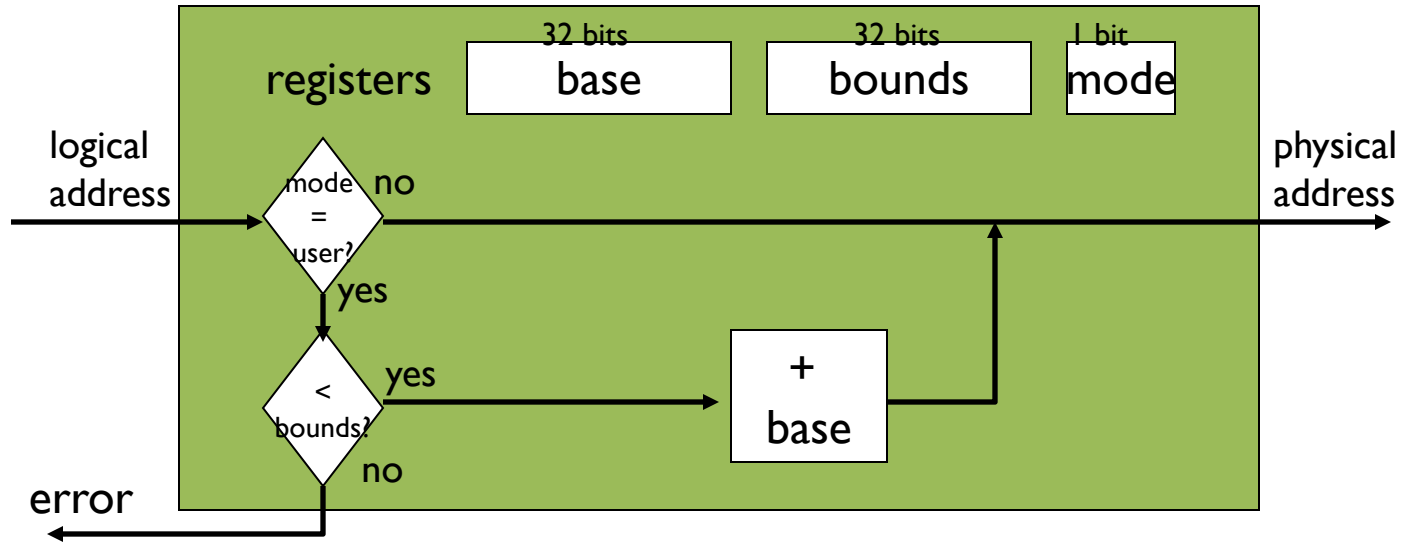 32 bits
32 bits
1 bit
registers
base
bounds
mode
logical
address
physical
address
mode
=
user?
no
yes
<
bounds?
yes
no
+
base
error